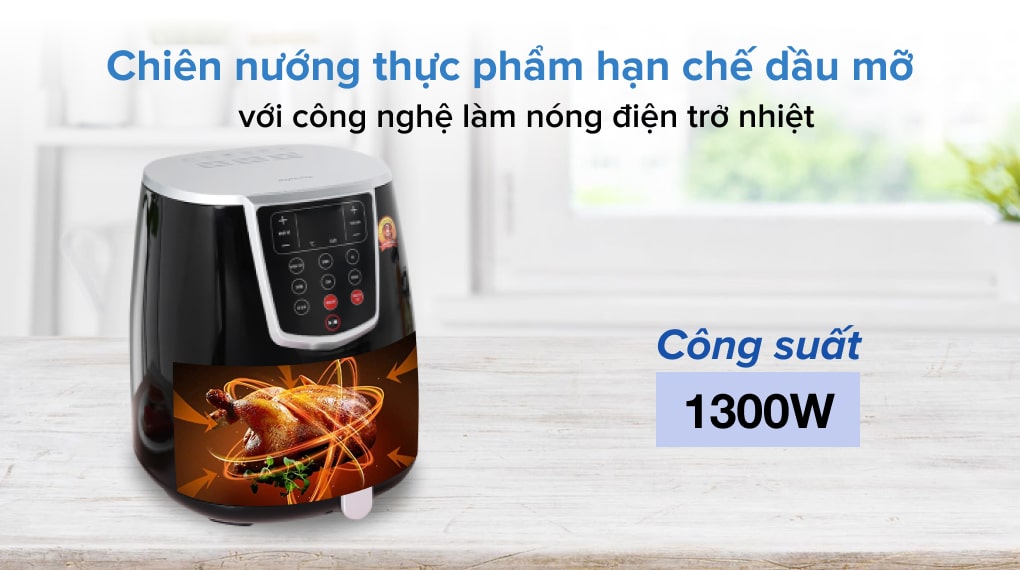 Chiên nướng thực phẩm hạn chế dầu mỡ
với công nghệ làm nóng điện trở nhiệt
Công suất
1300W